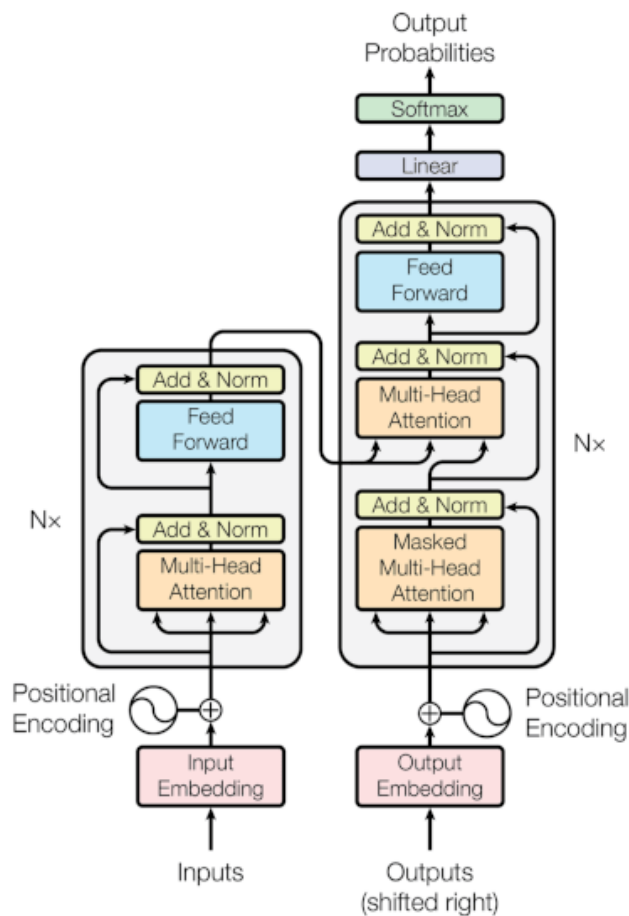 Output
Probabilities
Softmax
Linear
Add & Norm
Feed
Forward
Add & Norm
Multi-Head
Attention
Add & Norm
Masked
Multi-Head
Attention
N×
Add & Norm
Feed
Forward
Add & Norm
Multi-Head
Attention
N×
Positional
Encoding
Positional
Encoding
Input
Embedding
Output
Embedding
Inputs
Outputs
(shifted right)